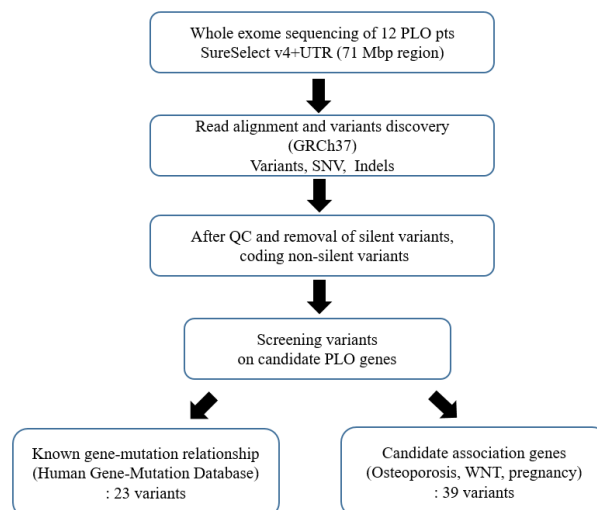 Whole exome sequencing of 12 PLO pts
SureSelect v4+UTR (71 Mbp region)
Read alignment and variants discovery
(GRCh37)
Variants, SNV, Indels
After QC and removal of silent variants,
coding non-silent variants
Screening variants
on candidate PLO genes
Known gene-mutation relationship
(Human Gene-Mutation Database)
: 23 variants
Candidate association genes
(Osteoporosis, WNT, pregnancy)
: 39 variants